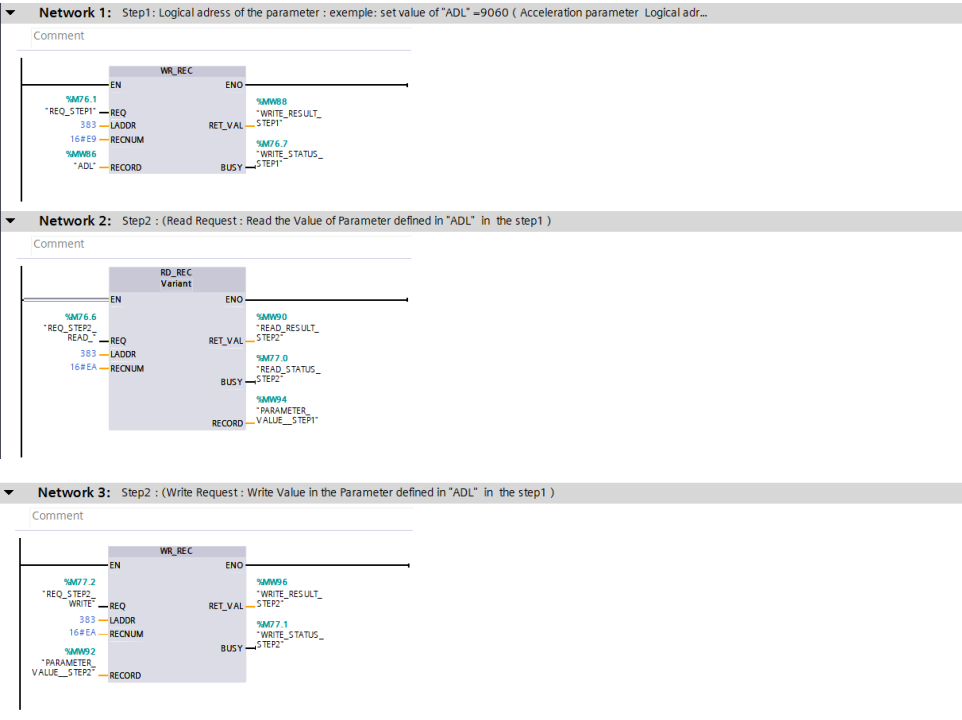 Network 1: Step1: Logical adress of the parameter : exemple: set value of "ADL" =9060 ( Acceleration parameter Logical adr...
Comment
WR_REC
EN ENO
%M76.1
"REQ_STEP1" REQ
383 LADDR
16#E9 RECNUM
%MW86
"ADL" RECORD
%MW88
"WRITE_RESULT_
RET_VAL STEP1"
%M76.7
"WRITE_STATUS_
BUSY STEP1"
Network 2: Step2 : (Read Request : Read the Value of Parameter defined in "ADL" in the step1 )
Comment
RD_REC
Variant
EN ENO
%M76.6
"REQ_STEP2_
READ_" REQ
383 LADDR
16#EA RECNUM
%MW90
"READ_RESULT_
RET_VAL STEP2"
%M77.0
"READ_STATUS_
BUSY STEP2"
%MW94
"PARAMETER_
RECORD VALUE__STEP1"
Network 3: Step2 : (Write Request : Write Value in the Parameter defined in "ADL" in the step1 )
Comment
WR_REC
EN ENO
%M77.2
"REQ_STEP2_
WRITE" REQ
383 LADDR
16#EA RECNUM
%MW92
"PARAMETER_
VALUE__STEP2" RECORD
%MW96
"WRITE_RESULT_
RET_VAL STEP2"
%M77.1
"WRITE_STATUS_
BUSY STEP2"